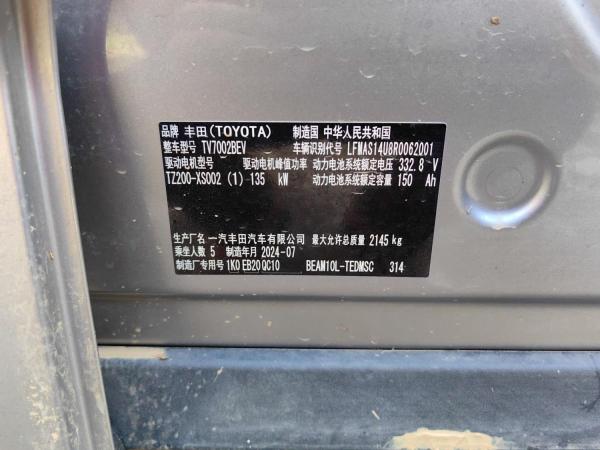 品牌 丰田(TOYOTA) 制造国 中华人民共和国
整车型号 TV7002BEV 车辆识别代号 LFMAS14U8R0062001
驱动电机型号 驱动电机峰值功率 动力电池系统额定电压 332.8 V
TZ200-XS002 (1)-135 kW 动力电池系统额定容量 150 Ah
生产厂名 一汽丰田汽车有限公司 最大允许总质量 2145 kg
乘坐人数 5 制造年月 2024-07
制造厂专用号 1K0 EB20 QC10 BEAM10L-TEDMSC 314